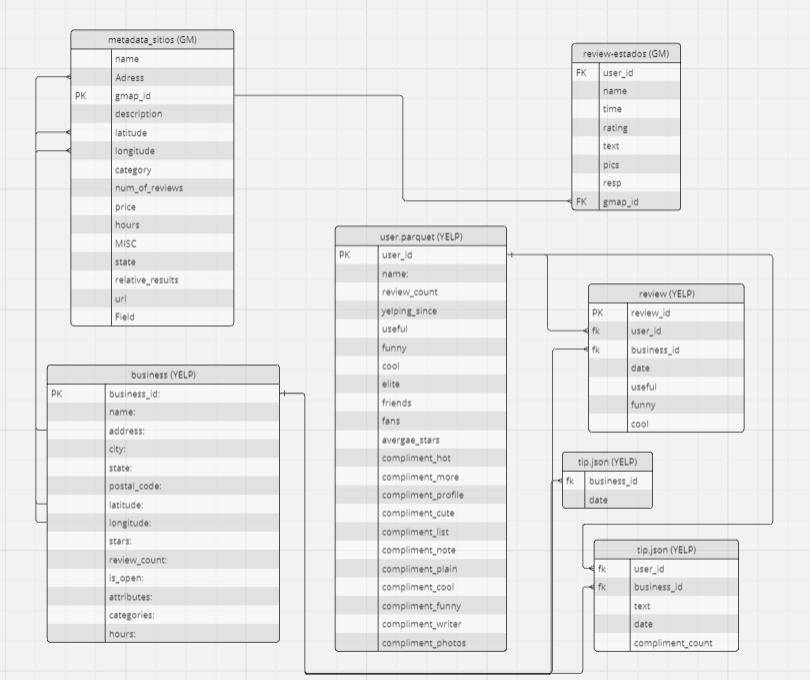 metadata_sitios (GM)
name
Adress
PK gmap_id
description
latitude
longitude
category
num_of_reviews
price
hours
MISC
state
relative_results
url
Field
review-estados (GM)
FK user_id
name
time
rating
text
pics
resp
FK gmap_id
user.parquet (YELP)
PK user_id
name:
review_count
yelping_since
useful
funny
cool
elite
friends
fans
avergae_stars
compliment_hot
compliment_more
compliment_profile
compliment_cute
compliment_list
compliment_note
compliment_plain
compliment_cool
compliment_funny
compliment_writer
compliment_photos
review (YELP)
PK review_id
fk user_id
fk business_id
date
useful
funny
cool
business (YELP)
PK business_id:
name:
address:
city:
state:
postal_code:
latitude:
longitude:
stars:
review_count:
is_open:
attributes:
categories:
hours:
tip.json (YELP)
fk business_id
date
tip.json (YELP)
fk user_id
fk business_id
text
date
compliment_count